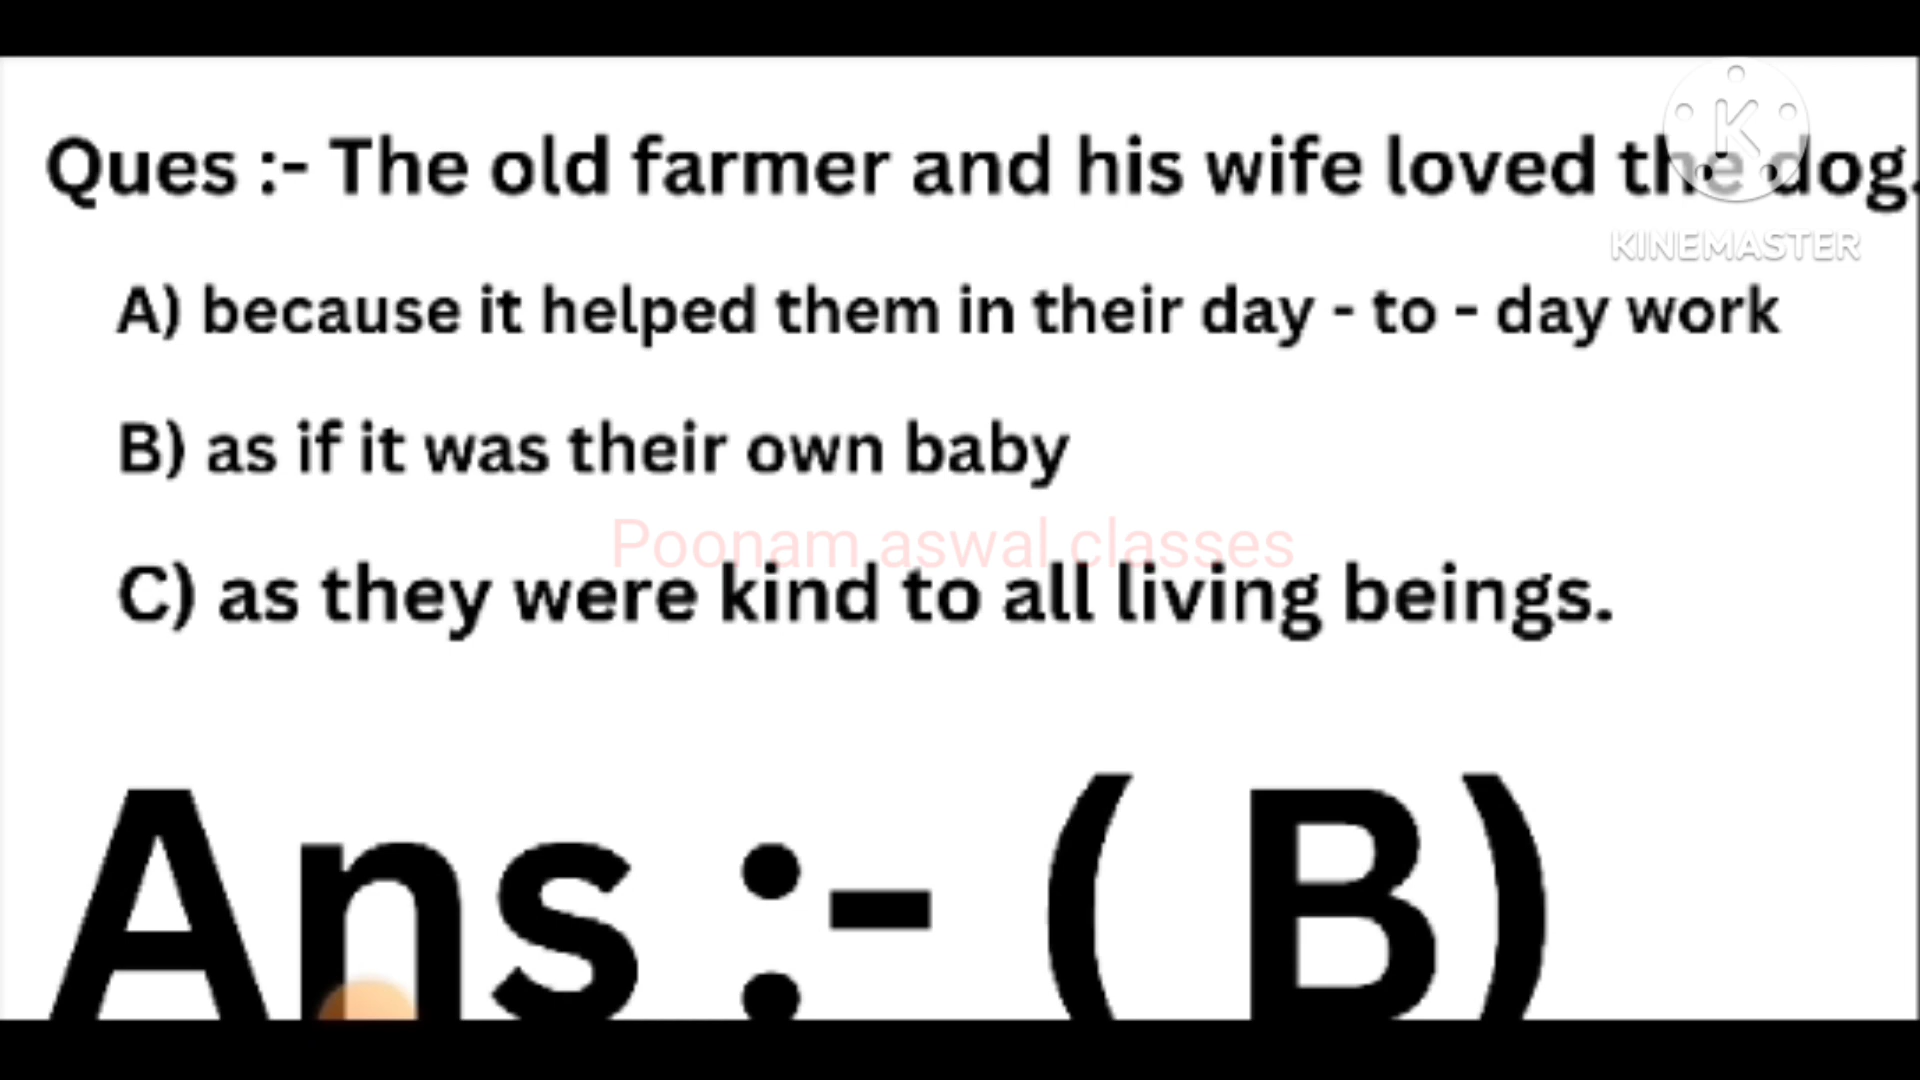 Ques :- The old farmer and his wife loved the dog.
KINEMASTER
A) because it helped them in their day - to - day work
B) as if it was their own baby
Poonam aswal classes
C) as they were kind to all living beings.
Ans :- ( B)